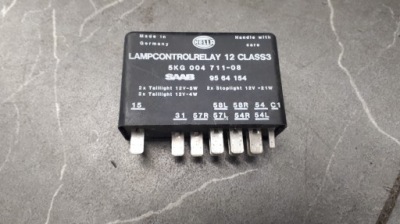 Made in Germany
HELLA
Handle with care
LAMPCONTROLRELAY 12 CLASS3
5KG 004 711-08
SAAB 95 64 154
2x Taillight 12V-5W 2x Stoplight 12V-21W
2x Taillight 12V-4W
15 58L 58R 54 C1
31 57R 57L 54R 54L